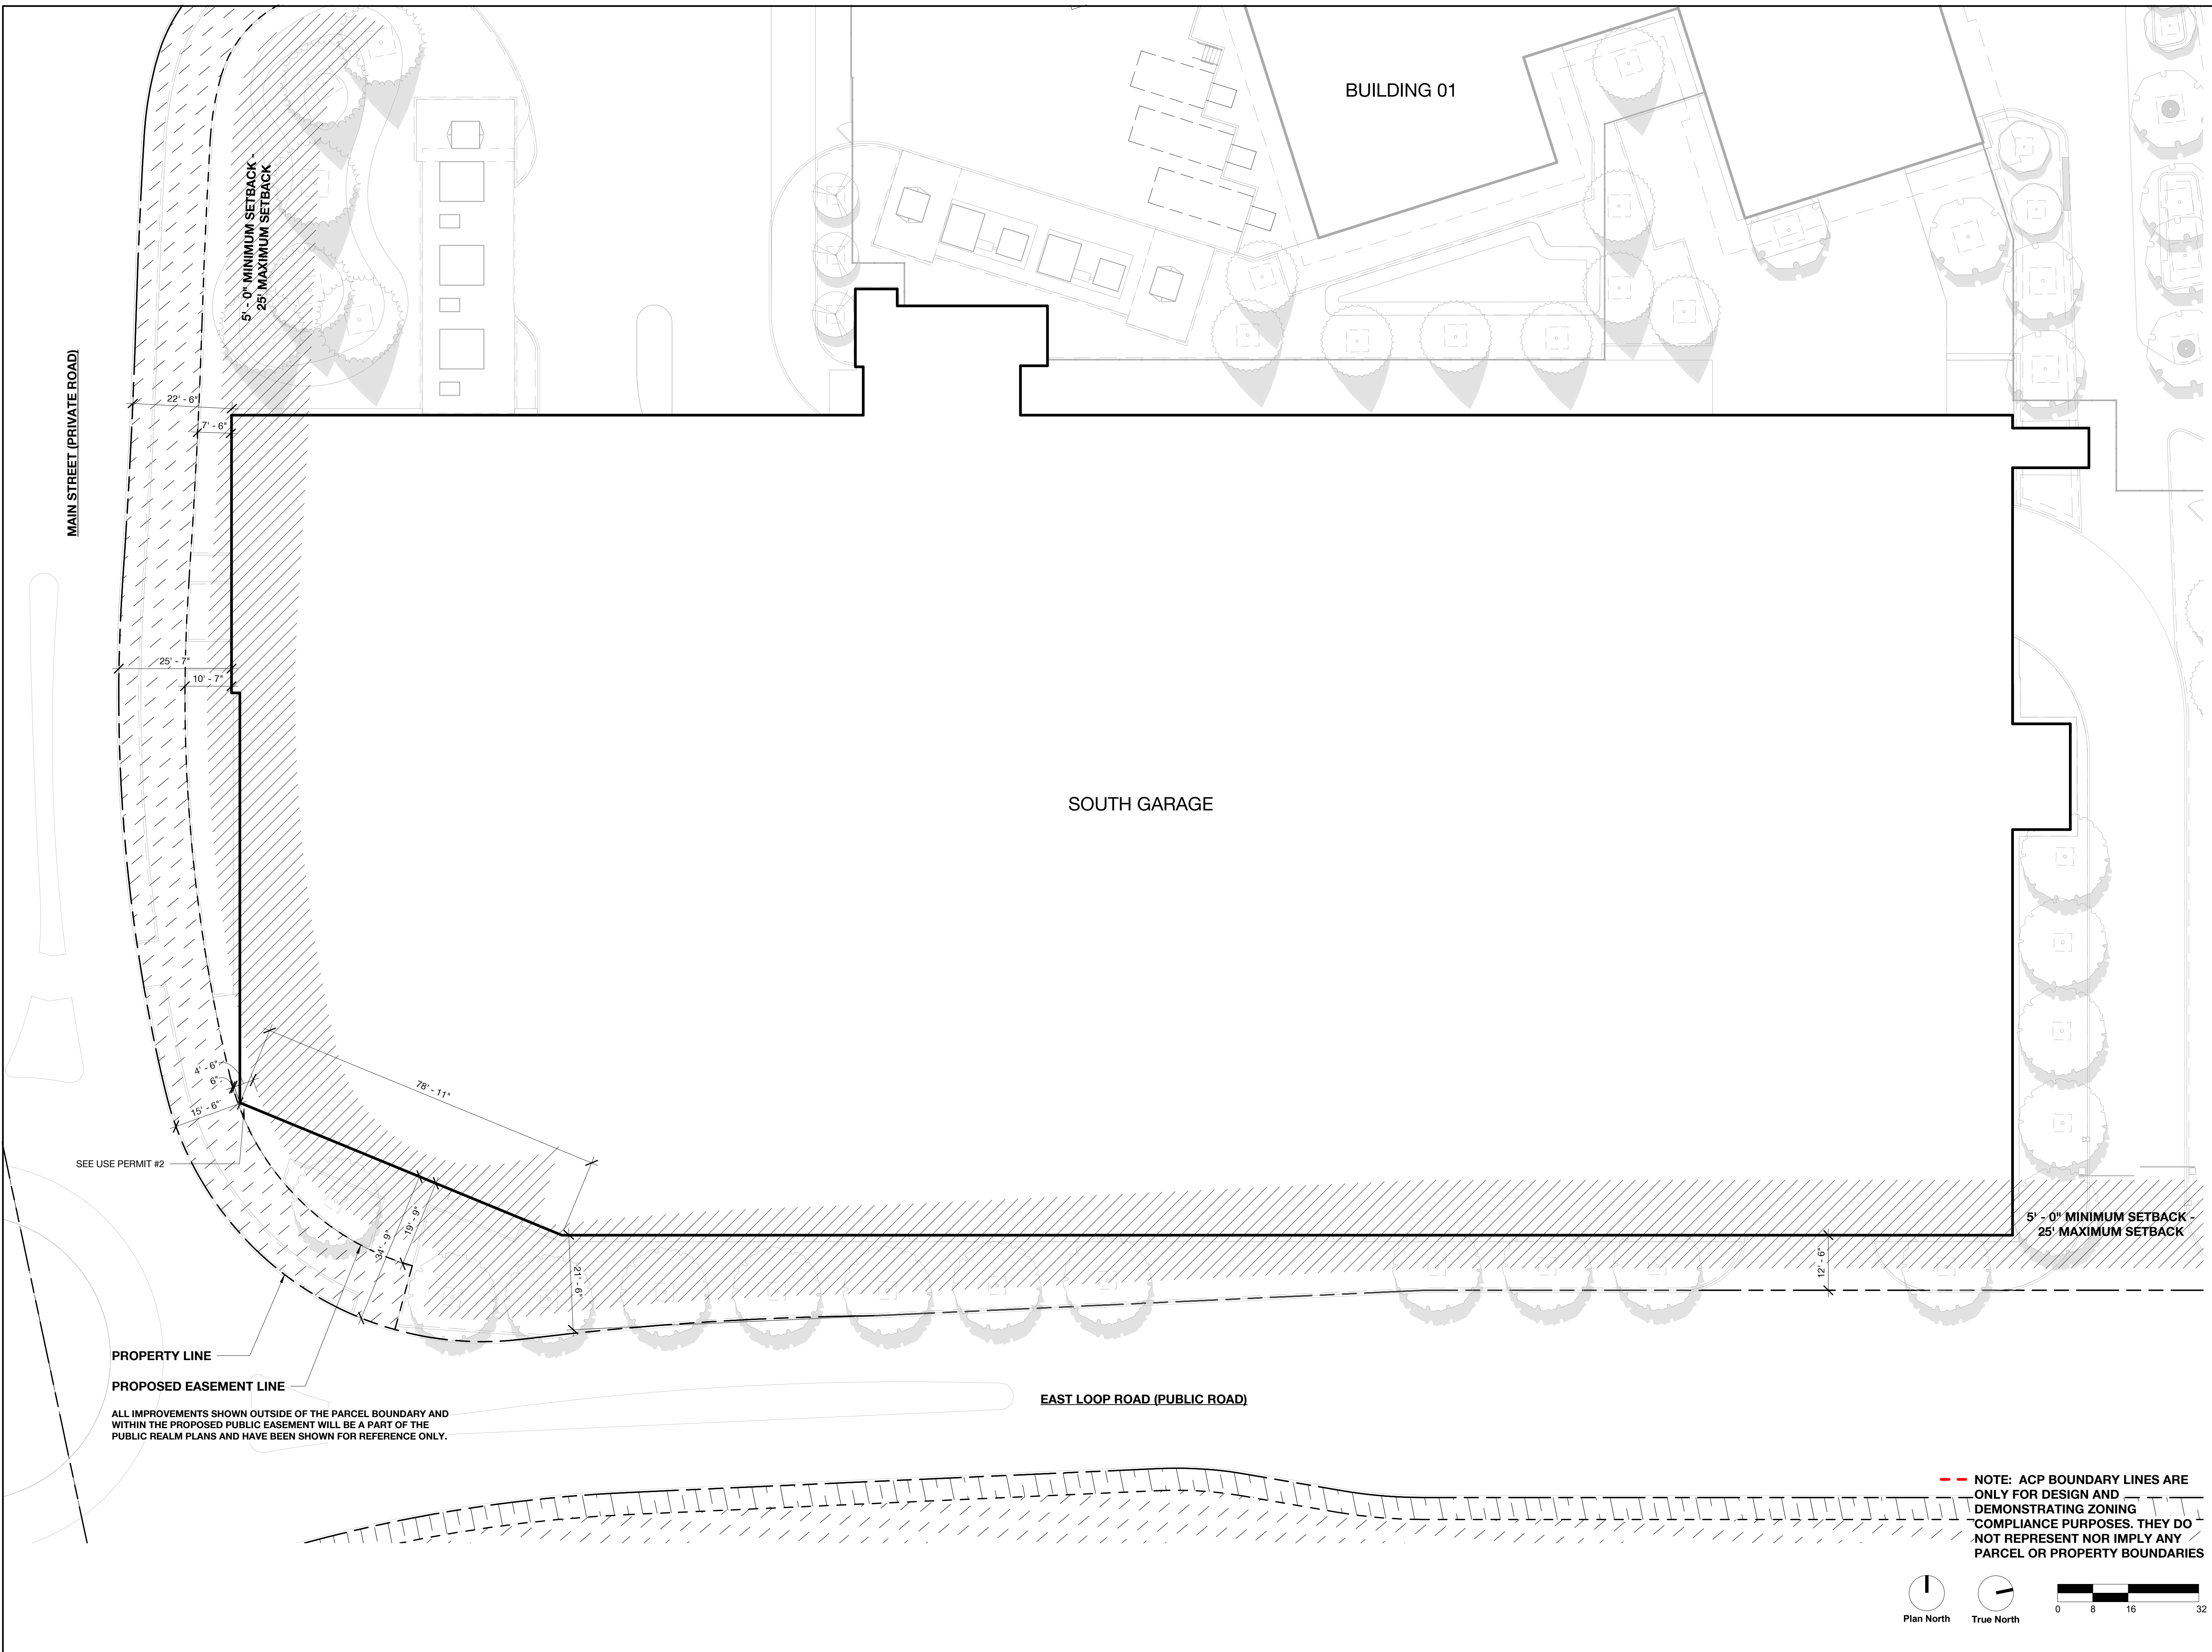 BUILDING 01
5' - 0" MINIMUM SETBACK -
25' MAXIMUM SETBACK
MAIN STREET (PRIVATE ROAD)
22' - 6"
7' - 6"
25' - 7"
10' - 7"
SOUTH GARAGE
4' - 6"
6"
15' - 6"
78' - 11"
SEE USE PERMIT #2
19' - 9"
34' - 9"
21' - 6"
12' - 6"
5' - 0" MINIMUM SETBACK -
25' MAXIMUM SETBACK
PROPERTY LINE
PROPOSED EASEMENT LINE
ALL IMPROVEMENTS SHOWN OUTSIDE OF THE PARCEL BOUNDARY AND
WITHIN THE PROPOSED PUBLIC EASEMENT WILL BE A PART OF THE
PUBLIC REALM PLANS AND HAVE BEEN SHOWN FOR REFERENCE ONLY.
EAST LOOP ROAD (PUBLIC ROAD)
NOTE: ACP BOUNDARY LINES ARE
ONLY FOR DESIGN AND
DEMONSTRATING ZONING
COMPLIANCE PURPOSES. THEY DO
NOT REPRESENT NOR IMPLY ANY
PARCEL OR PROPERTY BOUNDARIES
Plan North
True North
0 8 16 32